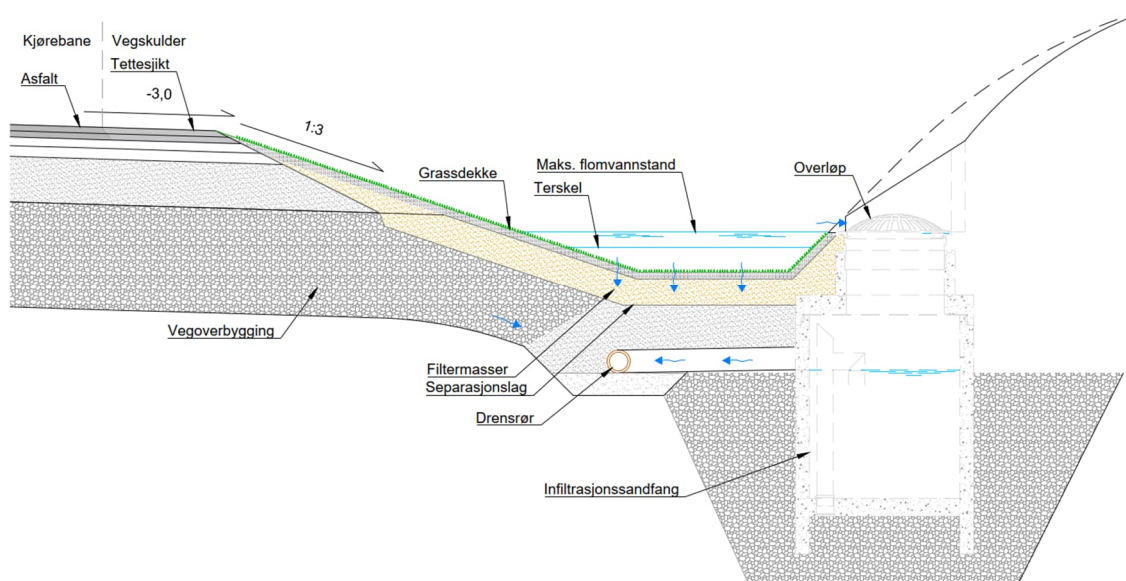 Kjørebane
Vegskulder
Tettesjikt
Asfalt
-3,0
1:3
Grassdekke
Maks. flomvannstand
Terskel
Overløp
Vegoverbygging
Filtermasser
Separasjonslag
Drensrør
Infiltrasjonssandfang